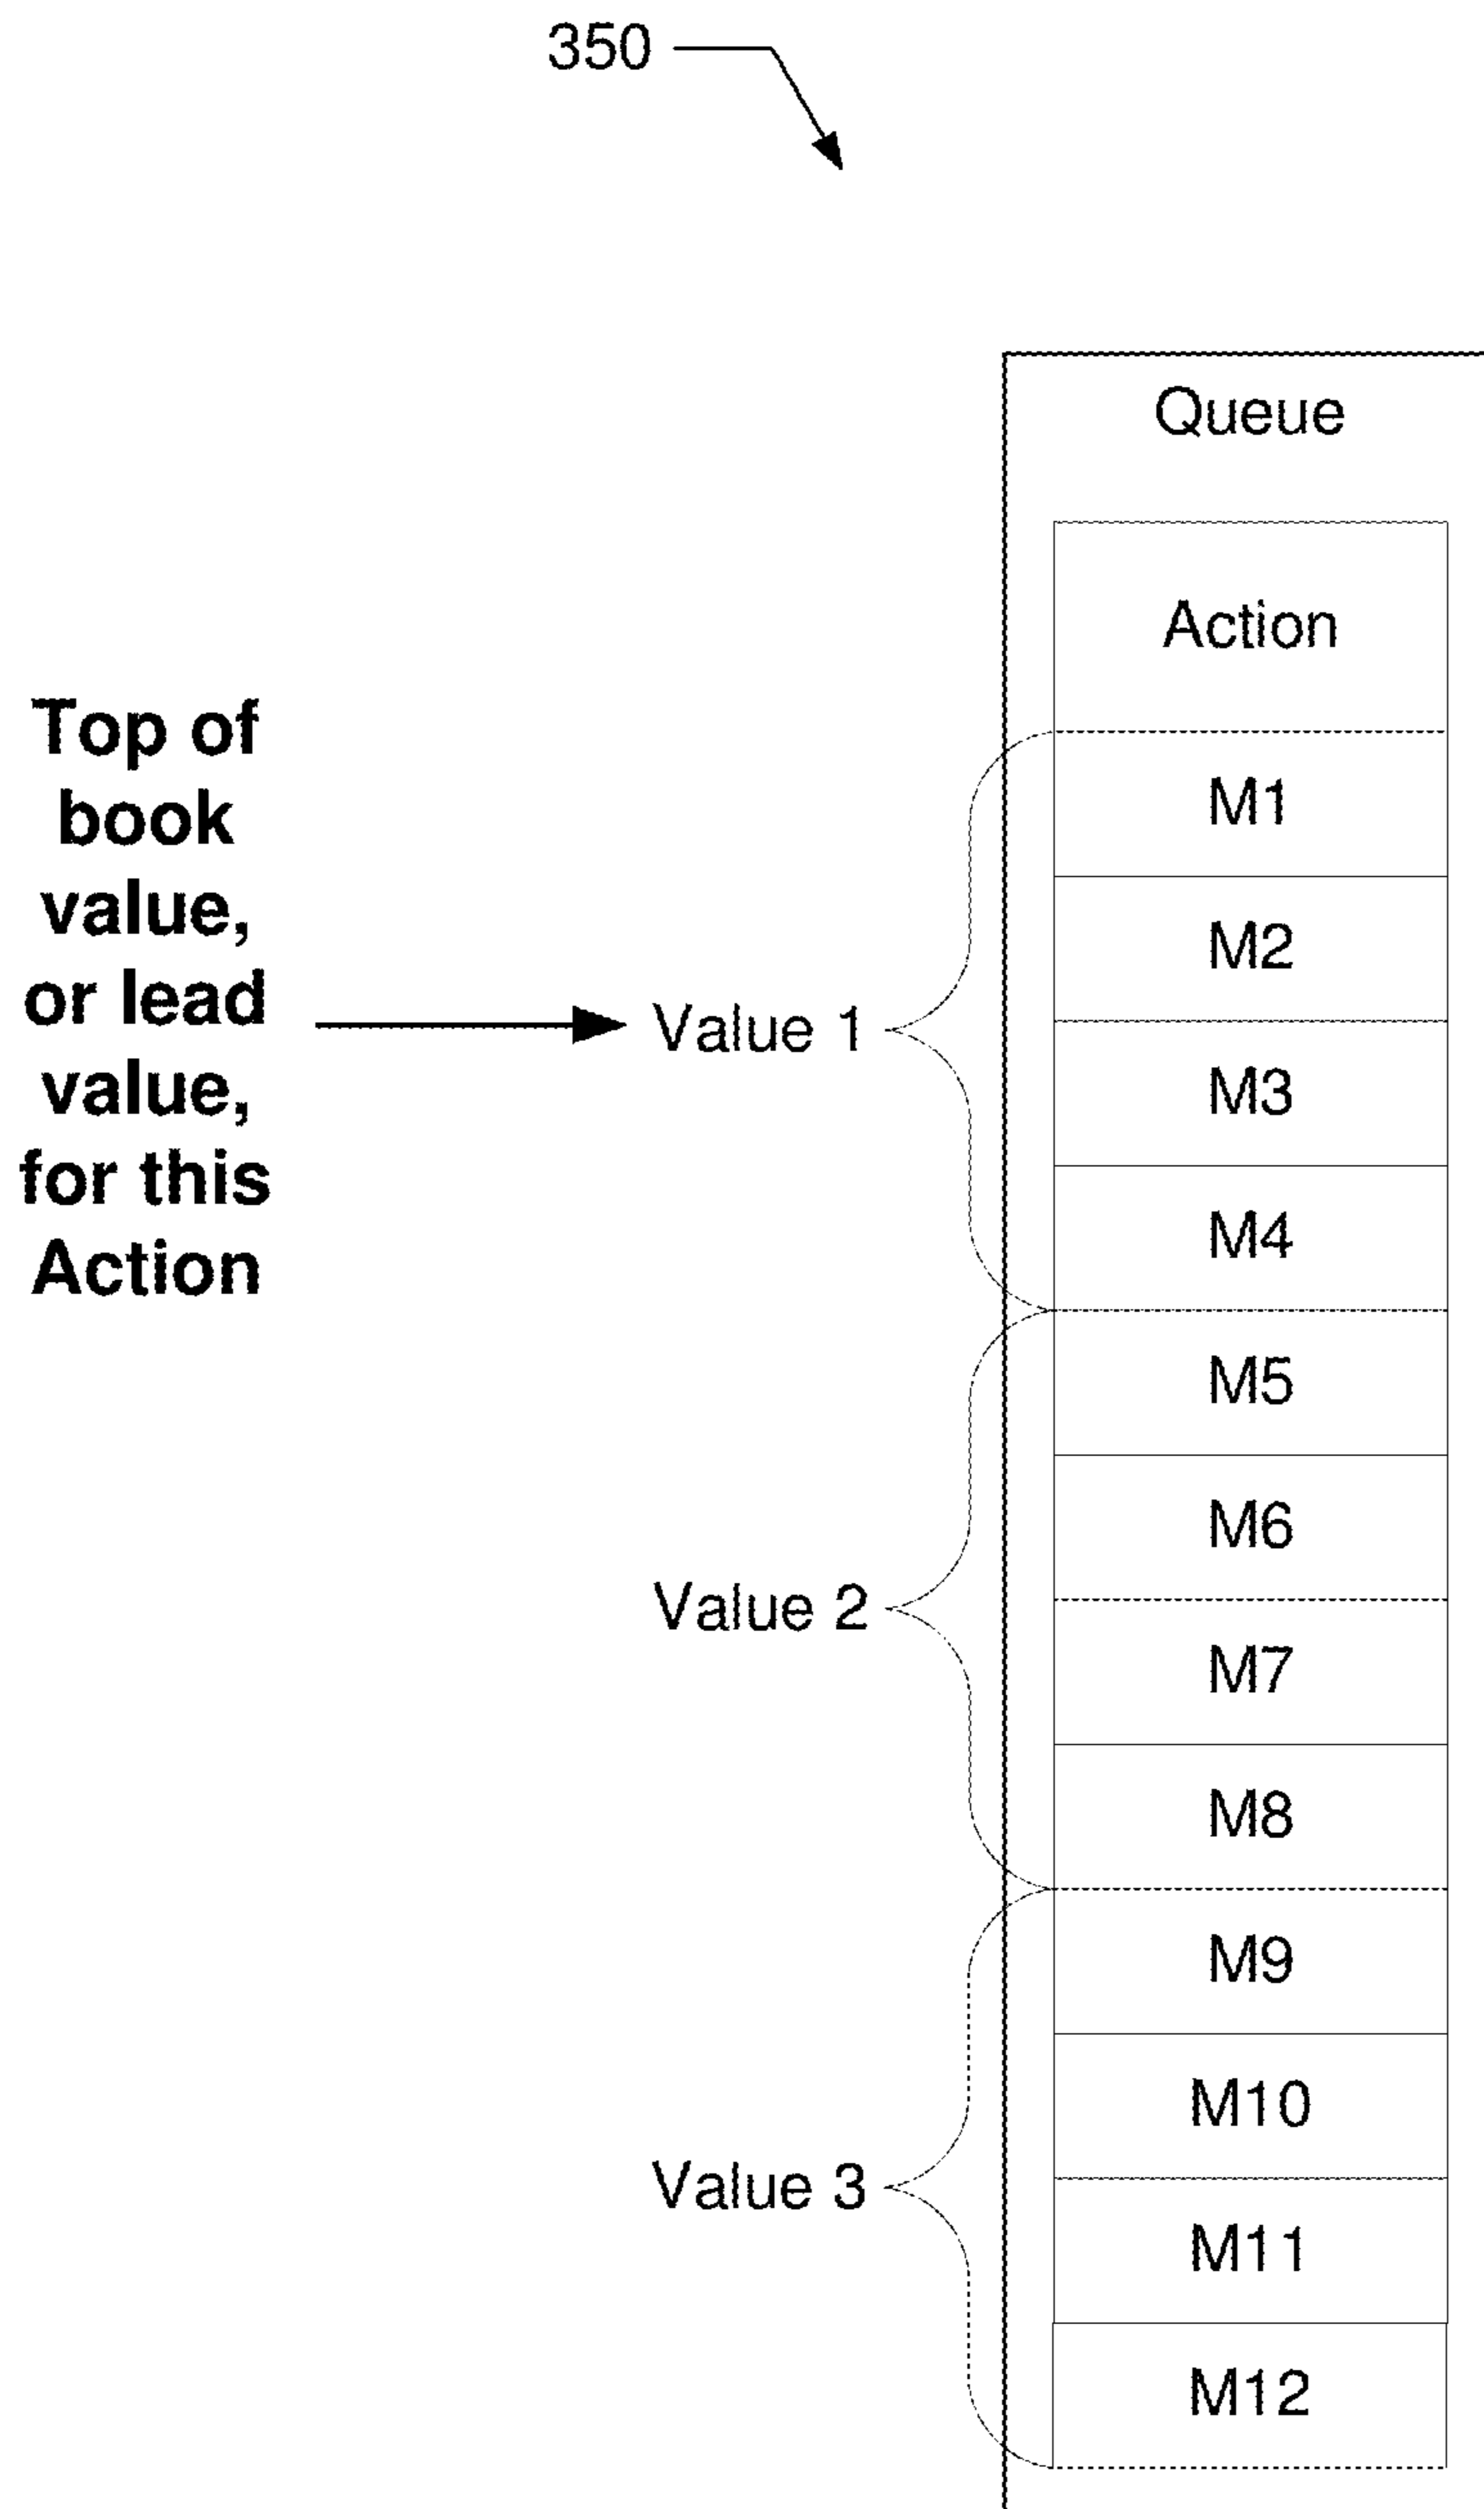 350
Queue
Action
Top of
book
value,
or lead
value,
for this
Action
Value 1
M1
M2
M3
M4
Value 2
M5
M6
M7
M8
Value 3
M9
M10
M11
M12